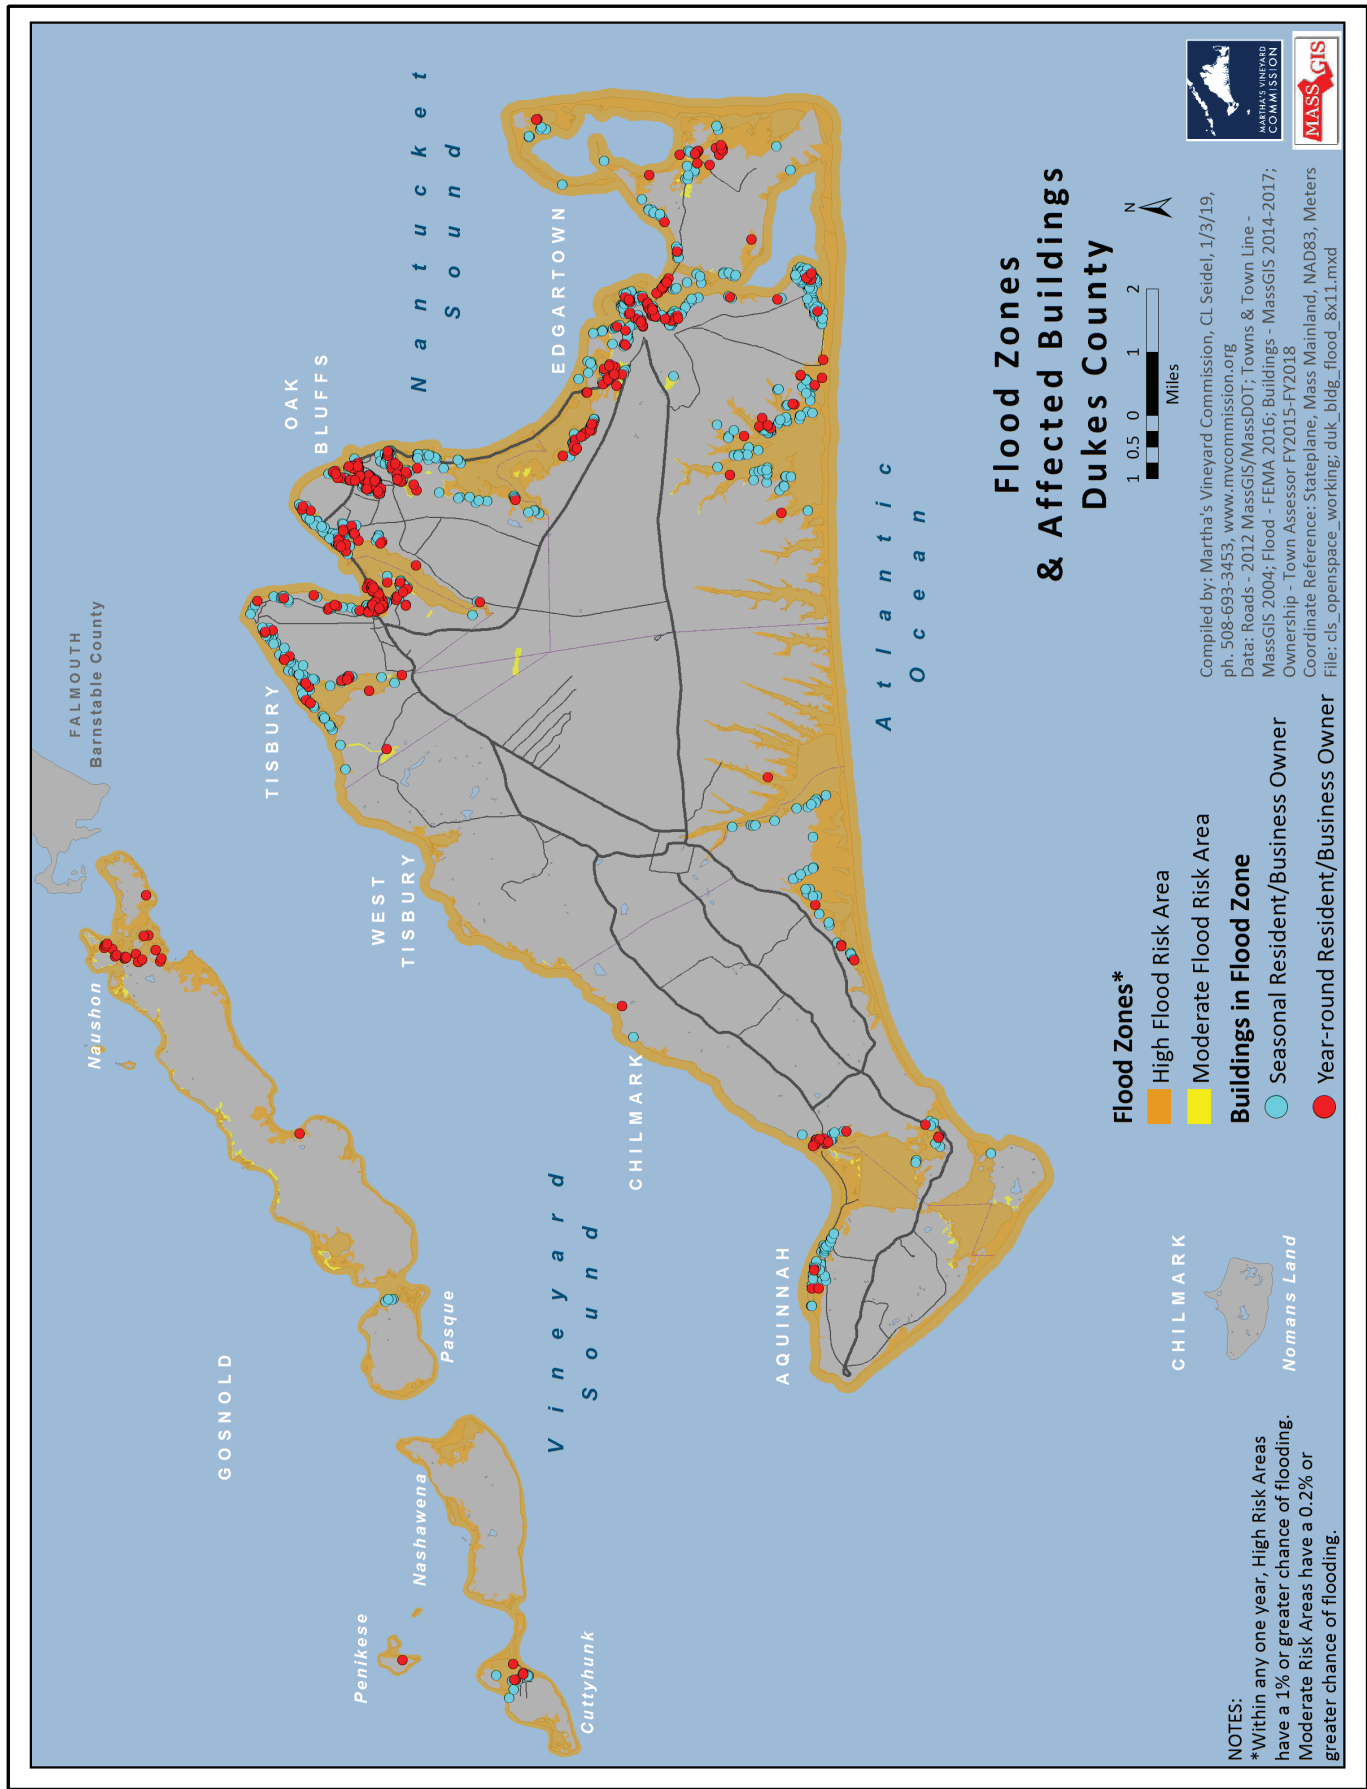 Flood Zones
& Affected Buildings
Dukes County
N
1 0.5 0 1 2
Miles
FALMOUTH
Barnstable County
Nantucket
Sound
OAK
BLUFFS
EDGARTOWN
TISBURY
WEST
TISBURY
CHILMARK
AQUINNAH
GOSNOLD
Naushon
Pasque
Nashawena
Penikese
Cuttyhunk
Vineyard
Sound
Atlantic
Ocean
CHILMARK
Nomans Land
NOTES:
*Within any one year, High Risk Areas
have a 1% or greater chance of flooding.
Moderate Risk Areas have a 0.2% or
greater chance of flooding.
Flood Zones*
High Flood Risk Area
Moderate Flood Risk Area
Buildings in Flood Zone
Seasonal Resident/Business Owner
Year-round Resident/Business Owner
Compiled by: Martha's Vineyard Commission, CL Seidel, 1/3/19,
ph. 508-693-3453, www.mvcommission.org
Data: Roads - 2012 MassGIS/MassDOT; Towns & Town Line -
MassGIS 2004; Flood - FEMA 2016; Buildings - MassGIS 2014-2017;
Ownership - Town Assessor FY2015-FY2018
Coordinate Reference: Stateplane, Mass Mainland, NAD83, Meters
File: cls_openspace_working; duk_bldg_flood_8x11.mxd
MARTHA'S VINEYARD
COMMISSION
MASSGIS